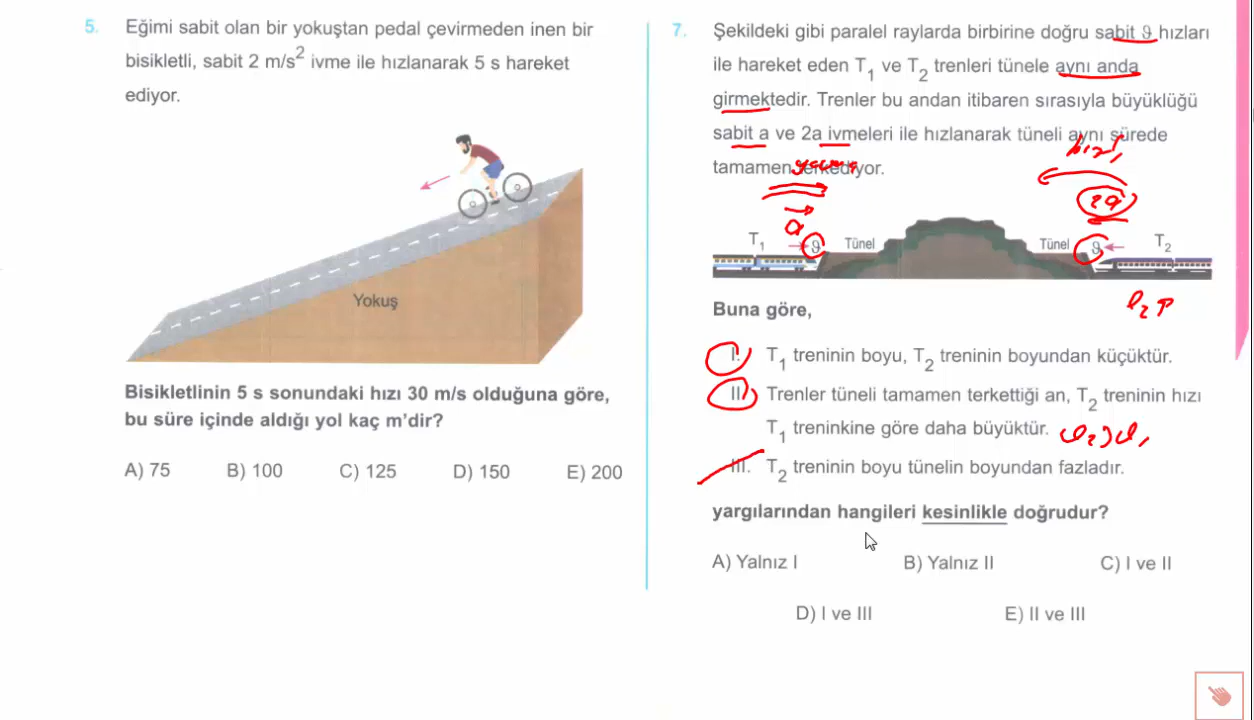 5. Eğimi sabit olan bir yokuştan pedal çevirmeden inen bir
bisikletli, sabit 2 m/s² ivme ile hızlanarak 5 s hareket
ediyor.
Yokuş
Bisikletlinin 5 s sonundaki hızı 30 m/s olduğuna göre,
bu süre içinde aldığı yol kaç m'dir?
A) 75 B) 100 C) 125 D) 150 E) 200
7. Şekildeki gibi paralel raylarda birbirine doğru sabit ϑ hızları
ile hareket eden T₁ ve T₂ trenleri tünele aynı anda
girmektedir. Trenler bu andan itibaren sırasıyla büyüklüğü
sabit a ve 2a ivmeleri ile hızlanarak tüneli aynı sürede
tamamen terkediyor.
a 2a
T₁ ϑ Tünel Tünel ϑ T₂
Buna göre,
I. T₁ treninin boyu, T₂ treninin boyundan küçüktür.
II. Trenler tüneli tamamen terkettiği an, T₂ treninin hızı
T₁ treninkine göre daha büyüktür.
III. T₂ treninin boyu tünelin boyundan fazladır.
yargılarından hangileri kesinlikle doğrudur?
A) Yalnız I B) Yalnız II C) I ve II
D) I ve III E) II ve III